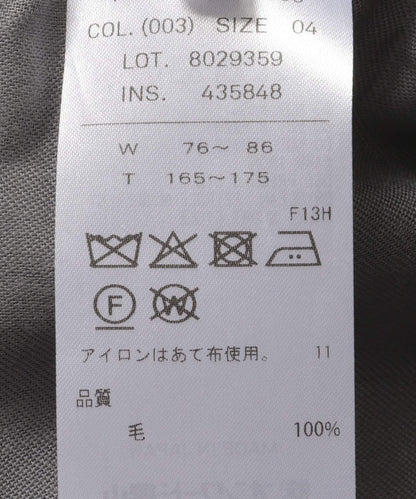 COL. (003) SIZE 04
LOT. 8029359
INS. 435848
W 76～ 86
T 165～175
F13H
F W
アイロンはあて布使用。 11
品質
毛 100%